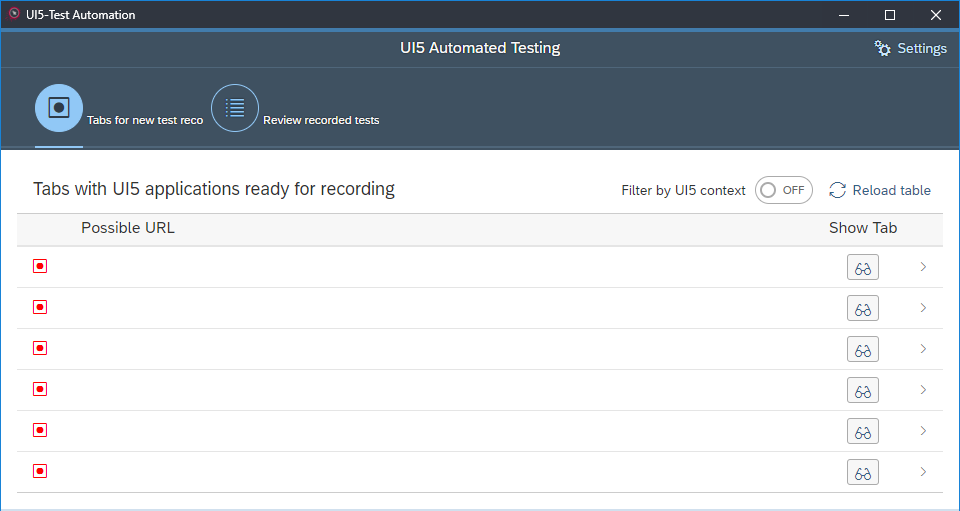 UI5-Test Automation
UI5 Automated Testing
Settings
Tabs for new test reco
Review recorded tests
Tabs with UI5 applications ready for recording
Filter by UI5 context
OFF
Reload table
Possible URL
Show Tab